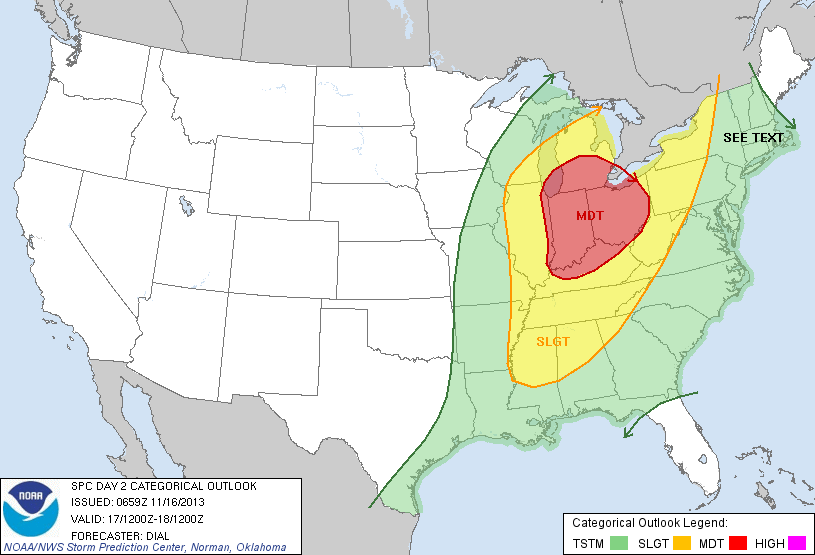 SEE TEXT
MDT
SLGT
NOAA
SPC DAY 2 CATEGORICAL OUTLOOK
ISSUED: 0659Z 11/16/2013
VALID: 17/1200Z-18/1200Z
FORECASTER: DIAL
NOAA/NWS Storm Prediction Center, Norman, Oklahoma
Categorical Outlook Legend:
TSTM SLGT MDT HIGH